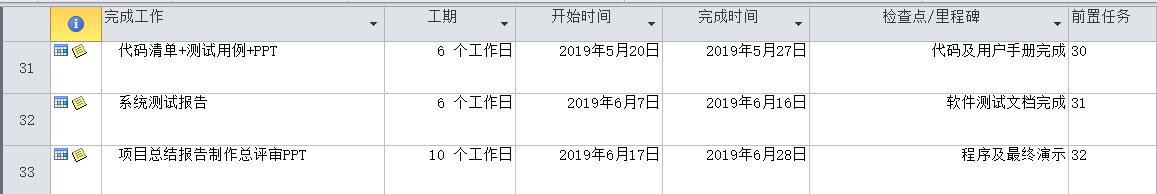 完成工作 工期 开始时间 完成时间 检查点/里程碑 前置任务
31 代码清单+测试用例+PPT 6 个工作日 2019年5月20日 2019年5月27日 代码及用户手册完成 30
32 系统测试报告 6 个工作日 2019年6月7日 2019年6月16日 软件测试文档完成 31
33 项目总结报告制作总评审PPT 10 个工作日 2019年6月17日 2019年6月28日 程序及最终演示 32